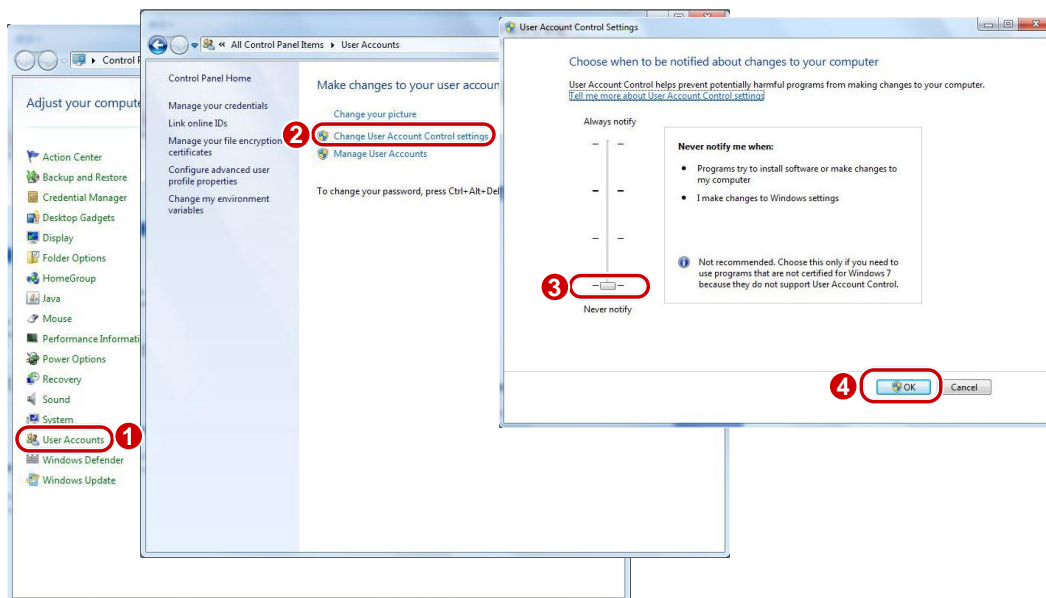 Control P
Adjust your compute
Action Center
Backup and Restore
Credential Manager
Desktop Gadgets
Display
Folder Options
HomeGroup
Java
Mouse
Performance Informati
Power Options
Recovery
Sound
System
User Accounts
1
Windows Defender
Windows Update
« All Control Panel Items ▸ User Accounts
Control Panel Home
Manage your credentials
Link online IDs
Manage your file encryption
certificates
Configure advanced user
profile properties
Change my environment
variables
Make changes to your user accoun
Change your picture
2
Change User Account Control settings
Manage User Accounts
To change your password, press Ctrl+Alt+Del
User Account Control Settings
Choose when to be notified about changes to your computer
User Account Control helps prevent potentially harmful programs from making changes to your computer.
Tell me more about User Account Control settings
Always notify
Never notify me when:
• Programs try to install software or make changes to
my computer
• I make changes to Windows settings
Not recommended. Choose this only if you need to
use programs that are not certified for Windows 7
because they do not support User Account Control.
3
Never notify
4
OK
Cancel